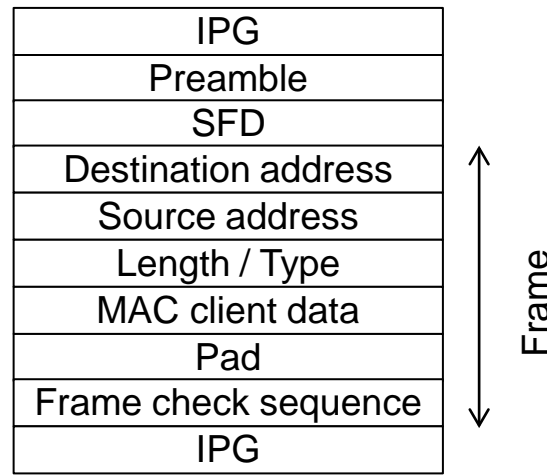 IPG
Preamble
SFD
Destination address
Source address
Length / Type
MAC client data
Pad
Frame check sequence
IPG
Frame